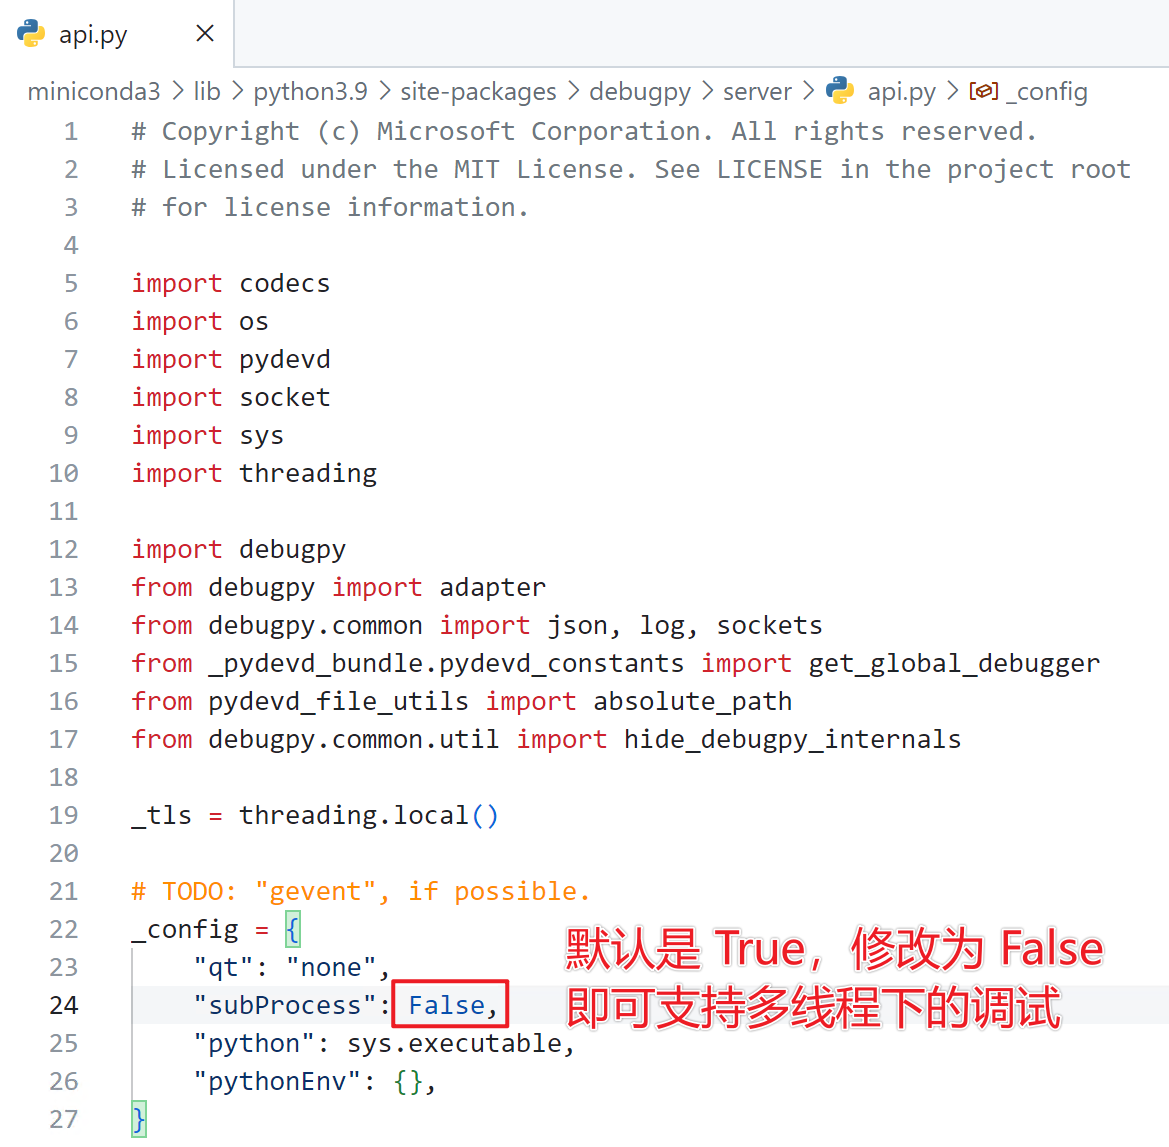 api.py
miniconda3 > lib > python3.9 > site-packages > debugpy > server > api.py > _config
1 # Copyright (c) Microsoft Corporation. All rights reserved.
2 # Licensed under the MIT License. See LICENSE in the project root
3 # for license information.
4
5 import codecs
6 import os
7 import pydevd
8 import socket
9 import sys
10 import threading
11
12 import debugpy
13 from debugpy import adapter
14 from debugpy.common import json, log, sockets
15 from _pydevd_bundle.pydevd_constants import get_global_debugger
16 from pydevd_file_utils import absolute_path
17 from debugpy.common.util import hide_debugpy_internals
18
19 _tls = threading.local()
20
21 # TODO: "gevent", if possible.
22 _config = {
23 "qt": "none",
24 "subProcess": False,
25 "python": sys.executable,
26 "pythonEnv": {},
27 }
默认是 True，修改为 False
即可支持多线程下的调试